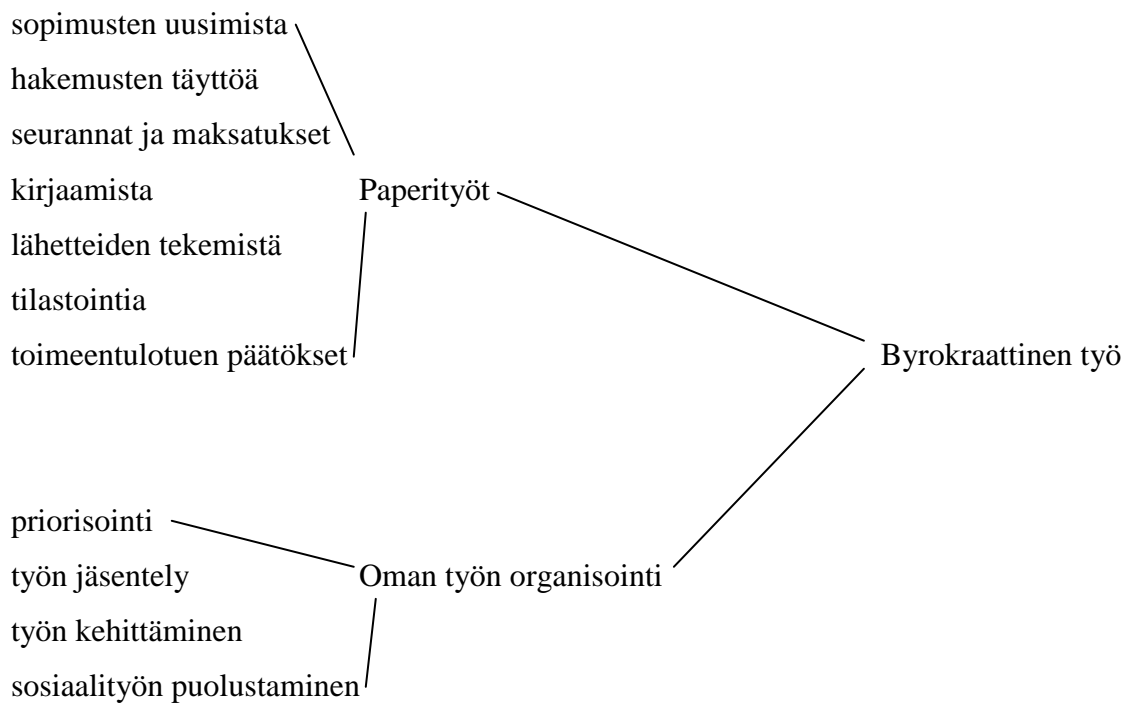 sopimusten uusimista
hakemusten täyttöä
seurannat ja maksatukset
kirjaamista
Paperityöt
lähetteiden tekemistä
tilastointia
toimeentulotuen päätökset
Byrokraattinen työ
priorisointi
työn jäsentely
Oman työn organisointi
työn kehittäminen
sosiaalityön puolustaminen